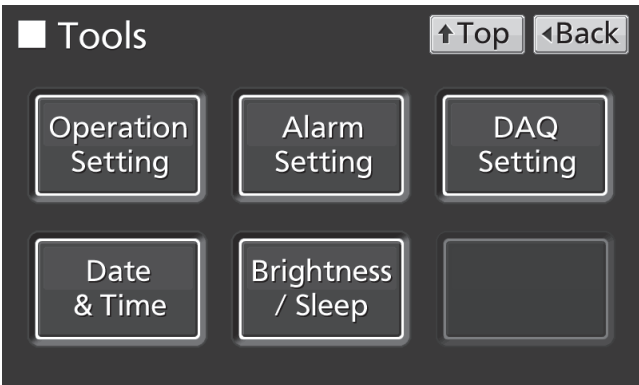 Tools
Top
Back
Operation
Setting
Alarm
Setting
DAQ
Setting
Date
& Time
Brightness
/ Sleep